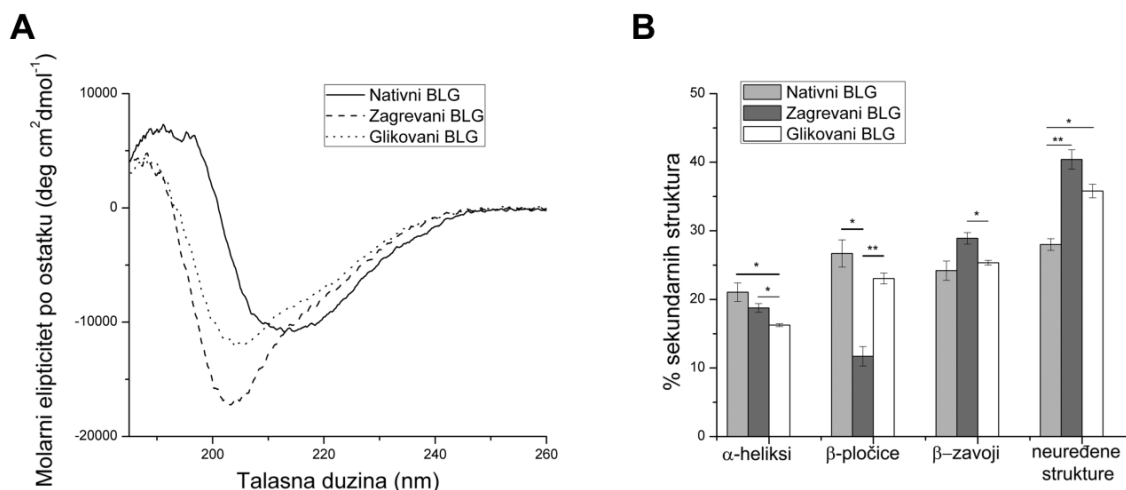 A
Molarni elipticitet po ostatku (deg cm²dmol⁻¹)
10000
0
-10000
-20000
Nativni BLG
Zagrevani BLG
Glikovani BLG
200
220
240
260
Talasna duzina (nm)
B
% sekundarnih struktura
50
40
30
20
10
0
Nativni BLG
Zagrevani BLG
Glikovani BLG
*
*
*
**
*
*
**
α-heliksi
β-pločice
β-zavoji
neuređene
strukture